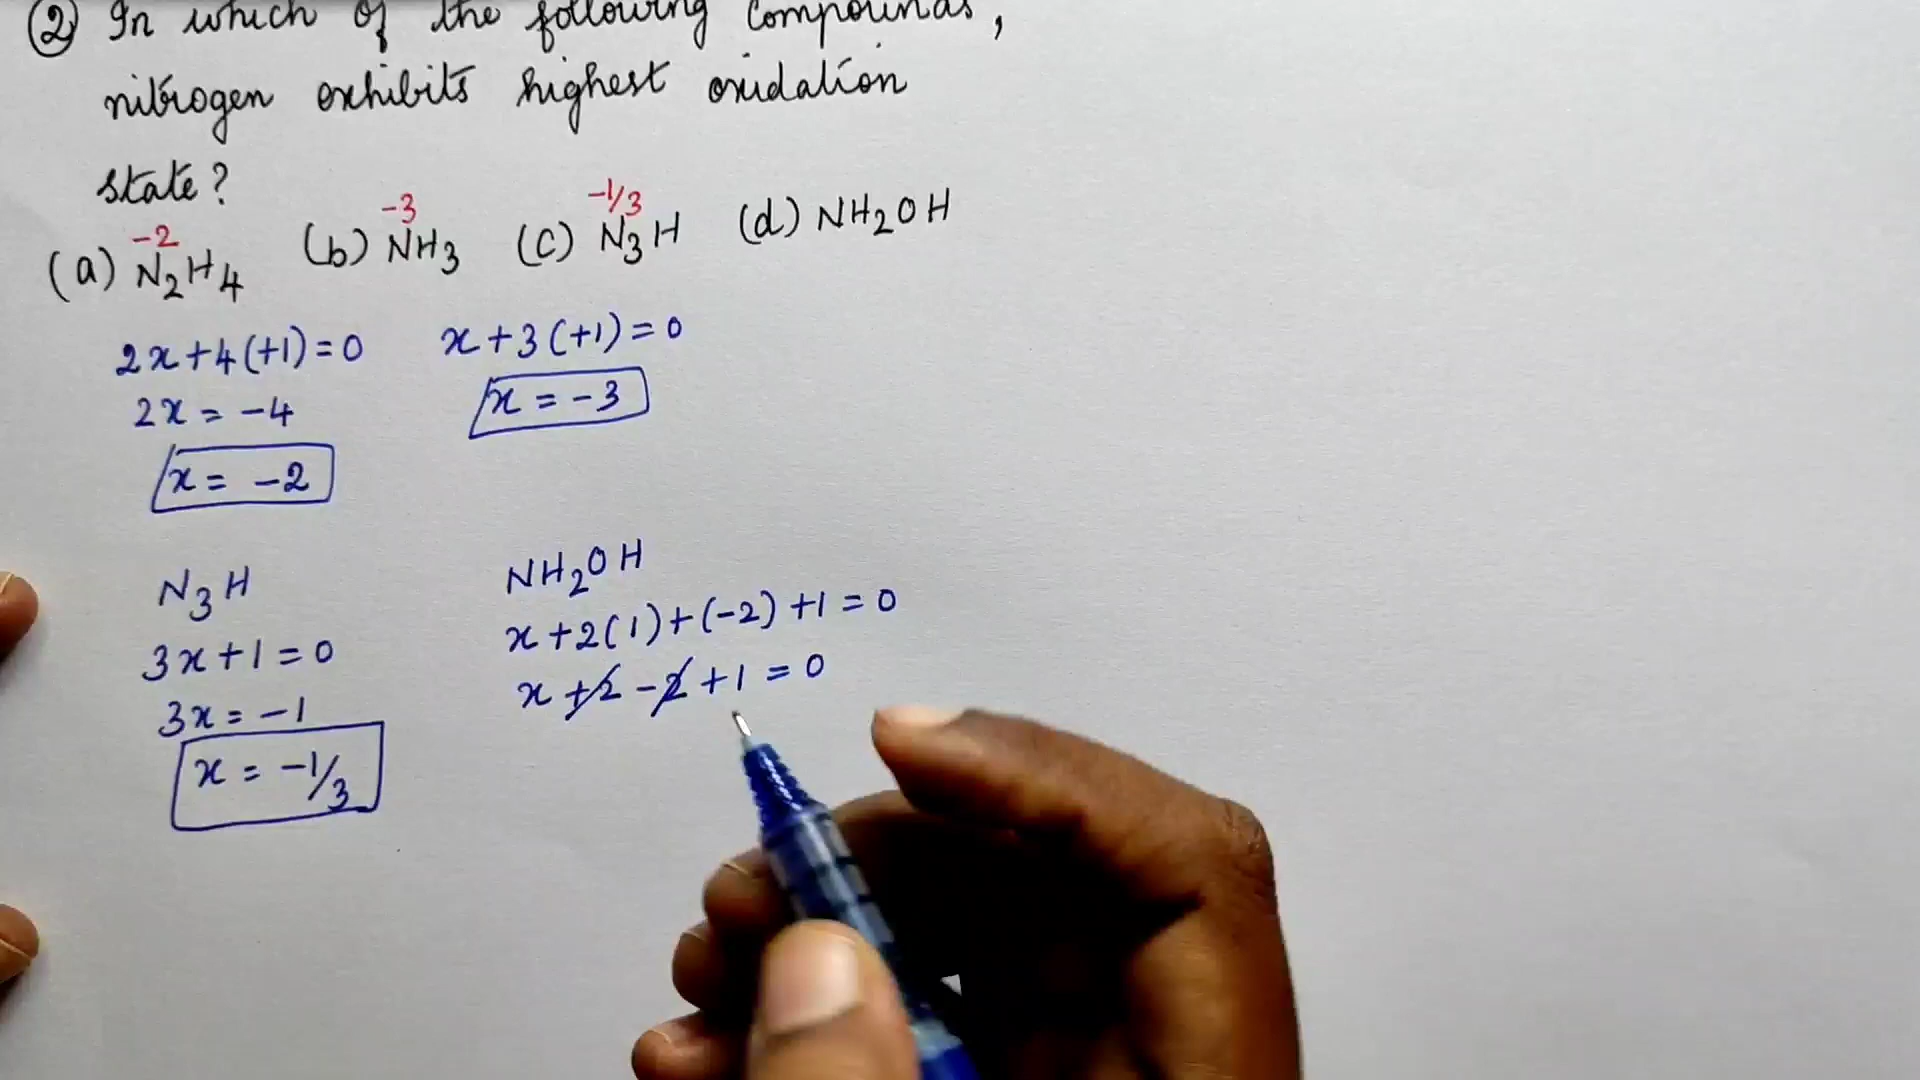 ② In which of the following compounds,
nitrogen exhibits highest oxidation
state?
(a) N₂H₄ (b) NH₃ (c) N₃H (d) NH₂OH
-2 -3 -1/3
2x+4(+1)=0 x+3(+1)=0
2x = -4 x = -3
x = -2
N₃H NH₂OH
3x+1=0 x+2(1)+(-2)+1=0
3x=-1 x+2-2+1=0
x = -1/3